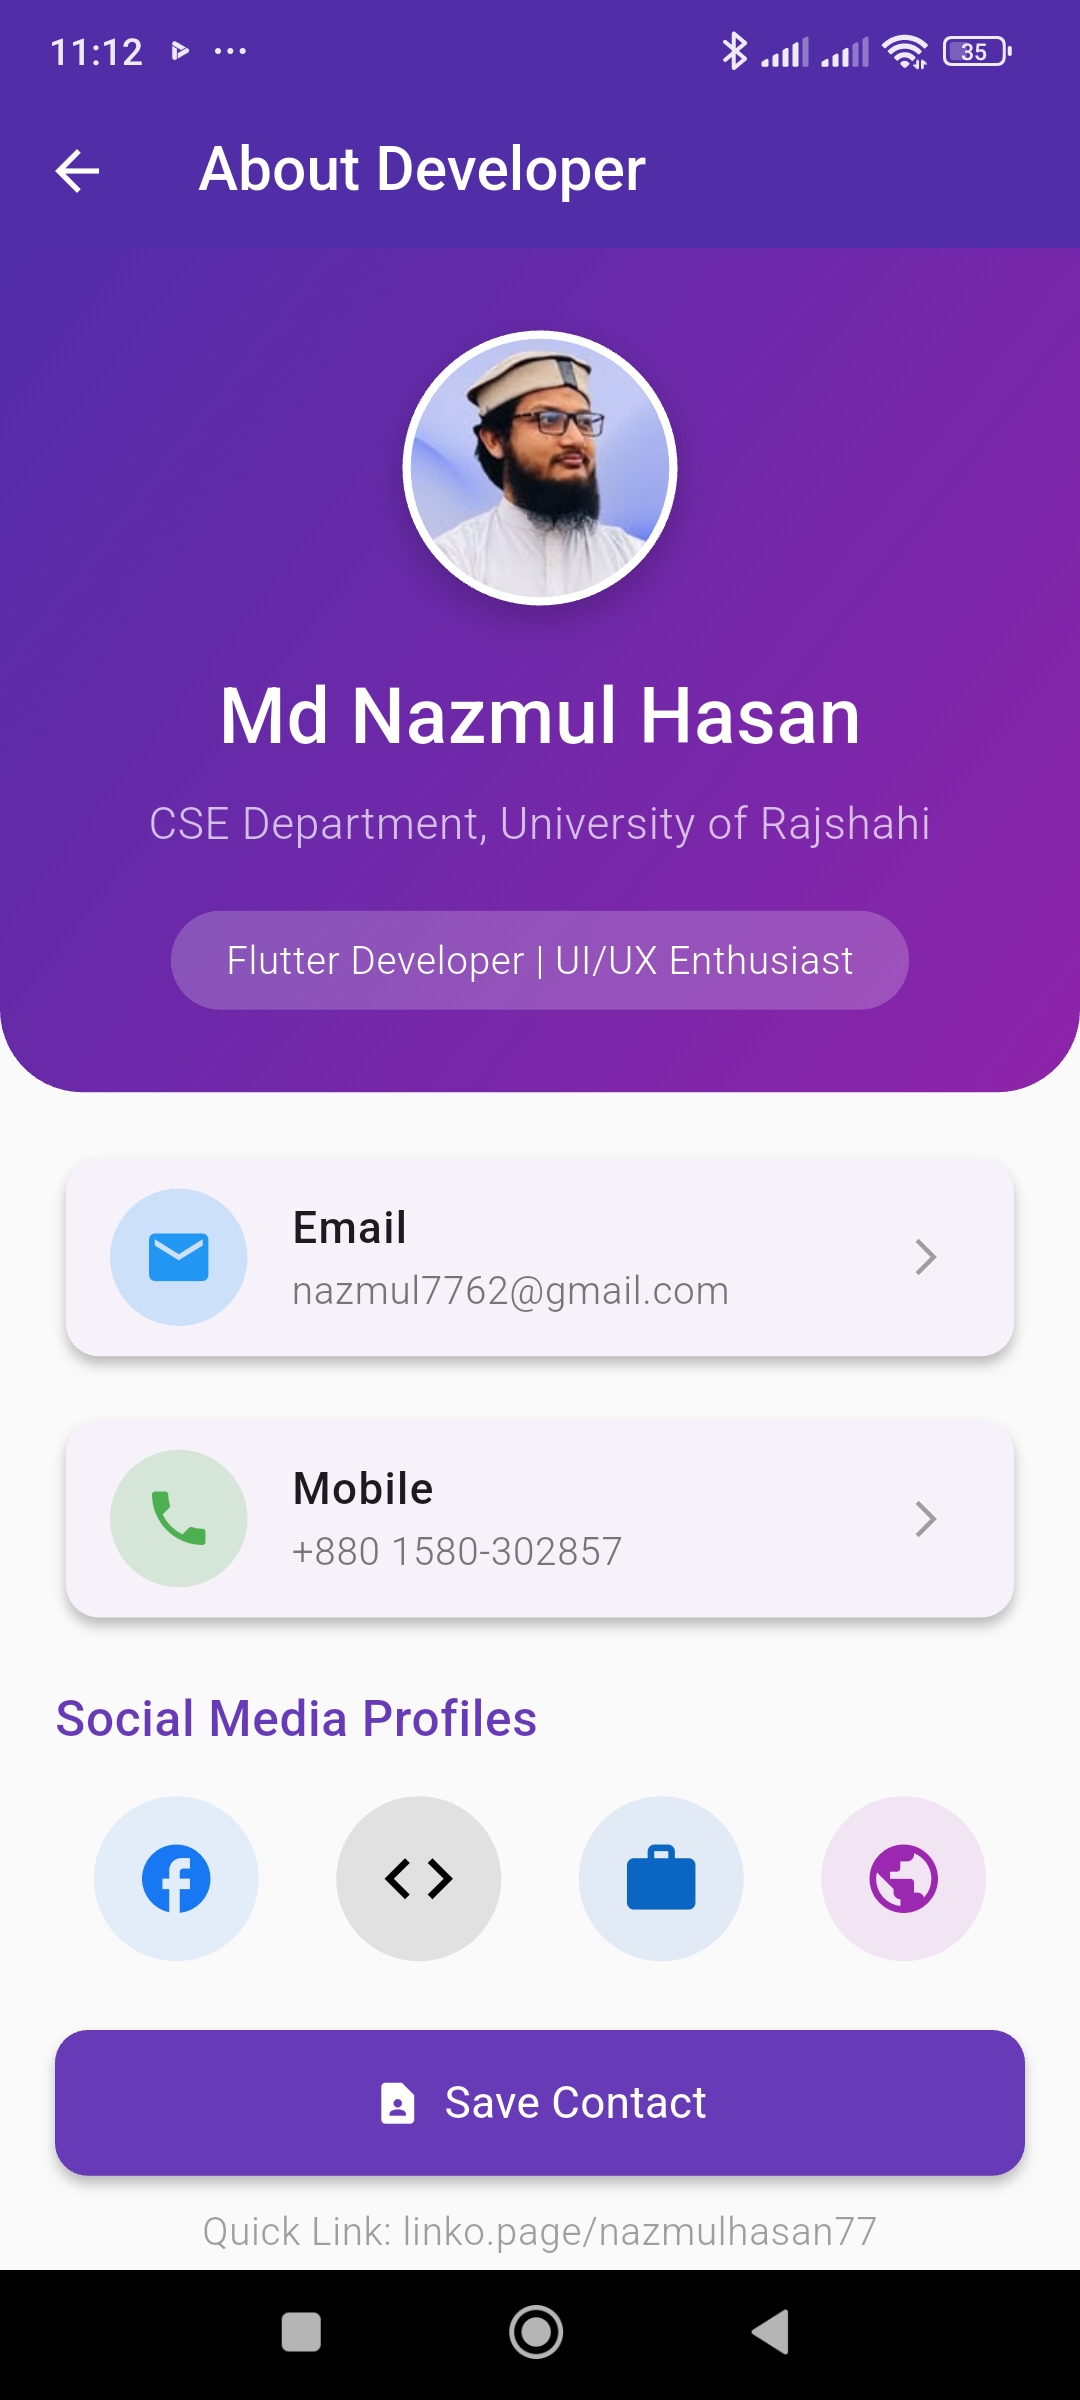 11:12
35
About Developer
Md Nazmul Hasan
CSE Department, University of Rajshahi
Flutter Developer | UI/UX Enthusiast
Email
nazmul7762@gmail.com
Mobile
+880 1580-302857
Social Media Profiles
Save Contact
Quick Link: linko.page/nazmulhasan77